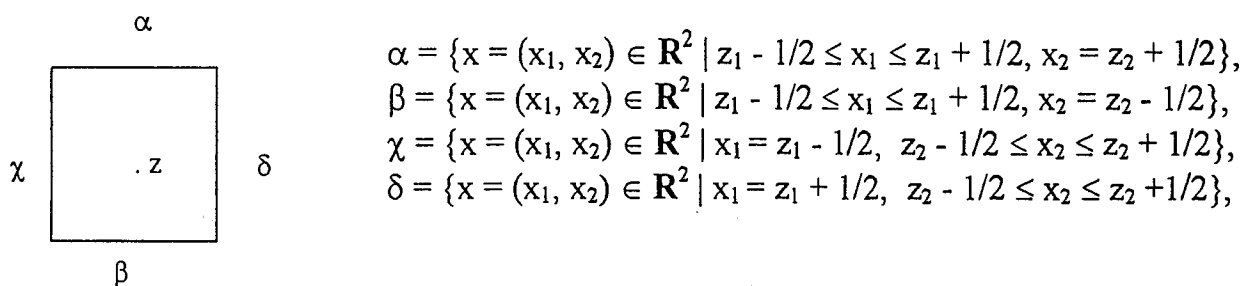 α
α = {x = (x₁, x₂) ∈ R² | z₁ - 1/2 ≤ x₁ ≤ z₁ + 1/2, x₂ = z₂ + 1/2},
β = {x = (x₁, x₂) ∈ R² | z₁ - 1/2 ≤ x₁ ≤ z₁ + 1/2, x₂ = z₂ - 1/2},
χ = {x = (x₁, x₂) ∈ R² | x₁ = z₁ - 1/2, z₂ - 1/2 ≤ x₂ ≤ z₂ + 1/2},
δ = {x = (x₁, x₂) ∈ R² | x₁ = z₁ + 1/2, z₂ - 1/2 ≤ x₂ ≤ z₂ +1/2},
χ . z δ
β